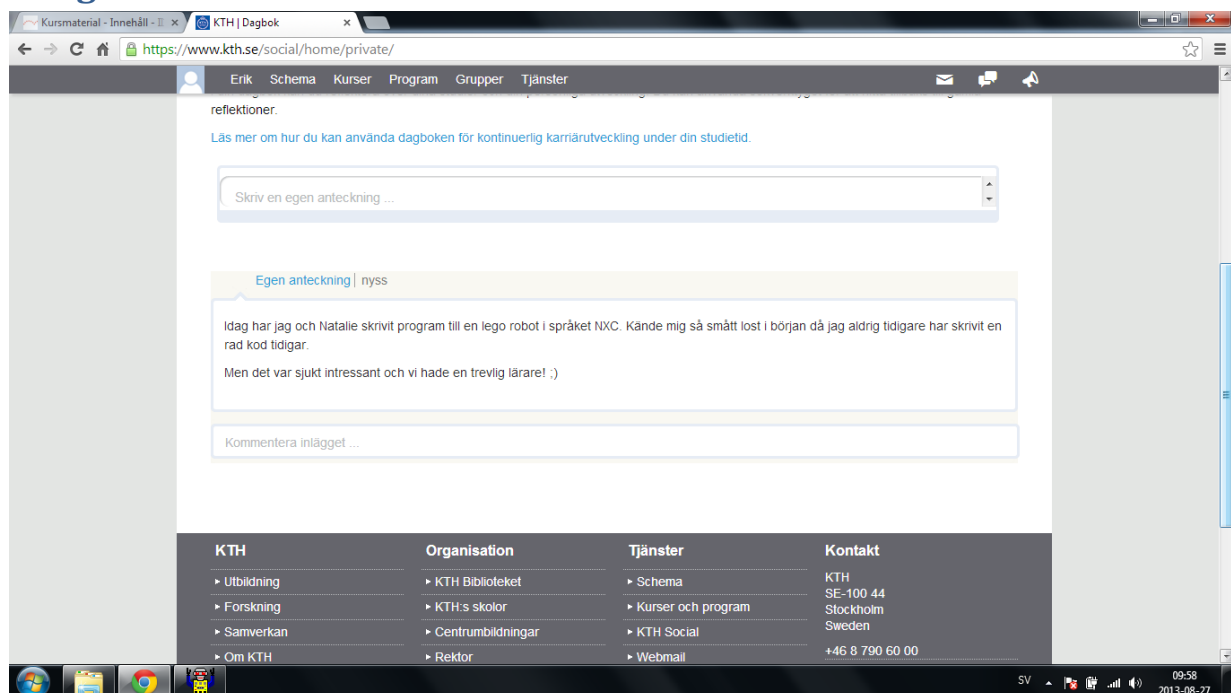 Kursmaterial - Innehåll - II
KTH | Dagbok
https://www.kth.se/social/home/private/
Erik Schema Kurser Program Grupper Tjänster
reflektioner.
Läs mer om hur du kan använda dagboken för kontinuerlig karriärutveckling under din studietid.
Skriv en egen anteckning ...
Egen anteckning nyss
Idag har jag och Natalie skrivit program till en lego robot i språket NXC. Kände mig så smått lost i början då jag aldrig tidigare har skrivit en
rad kod tidigar.
Men det var sjukt intressant och vi hade en trevlig lärare! ;)
Kommentera inlägget ...
KTH Organisation Tjänster Kontakt
Utbildning KTH Biblioteket Schema KTH
SE-100 44
Forskning KTH:s skolor Kurser och program Stockholm
Samverkan Centrumbildningar KTH Social Sweden
Om KTH Rektor Webmail +46 8 790 60 00
SV 09:58
2013-08-27